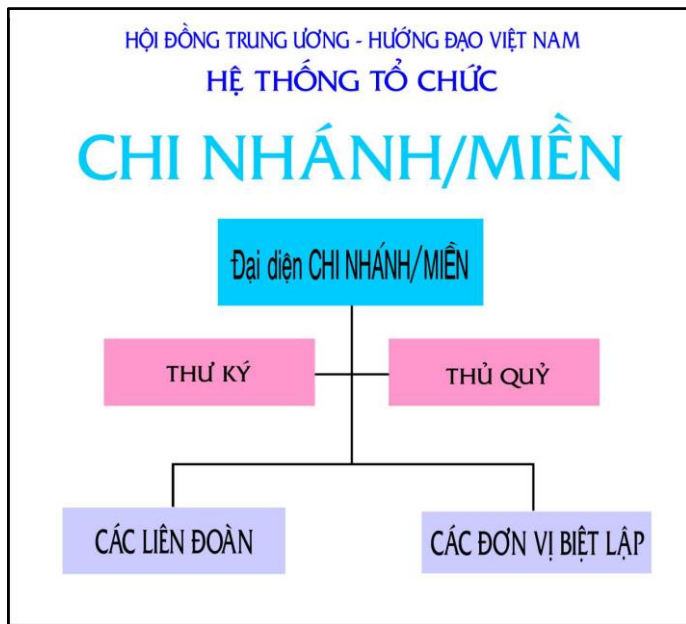 HỘI ĐỒNG TRUNG ƯƠNG - HƯỚNG ĐẠO VIỆT NAM
HỆ THỐNG TỔ CHỨC
CHI NHÁNH/MIỀN
Đại diện CHI NHÁNH/MIỀN
THƯ KÝ
THỦ QUỶ
CÁC LIÊN ĐOÀN
CÁC ĐƠN VỊ BIỆT LẬP